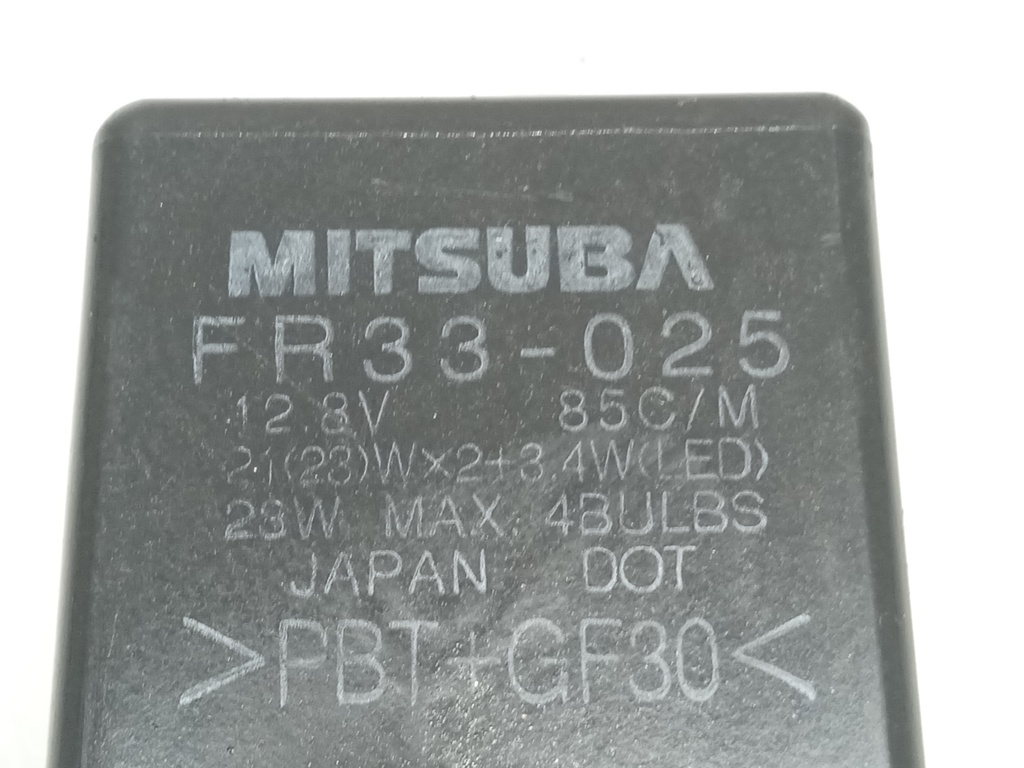 MITSUBA
FR33-025
12.8V 85C/M
21(23)W×2+3.4W(LED)
23W MAX. 4BULBS
JAPAN DOT
>PBT+GF30<